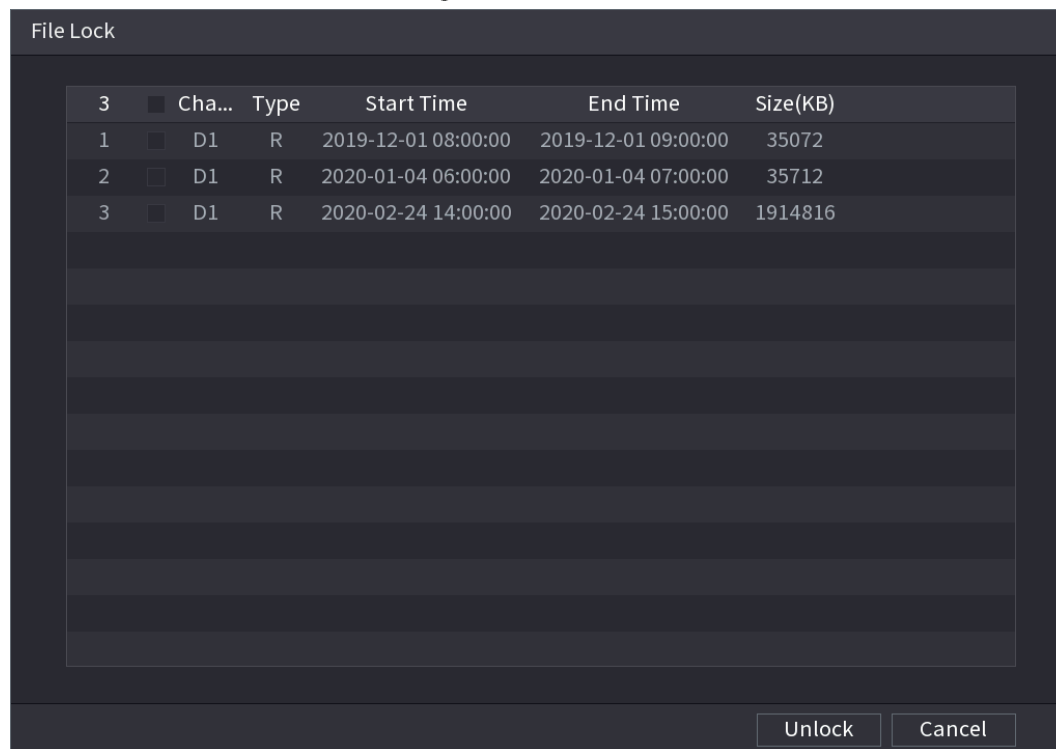 File Lock
3 Cha... Type Start Time End Time Size(KB)
1 D1 R 2019-12-01 08:00:00 2019-12-01 09:00:00 35072
2 D1 R 2020-01-04 06:00:00 2020-01-04 07:00:00 35712
3 D1 R 2020-02-24 14:00:00 2020-02-24 15:00:00 1914816
Unlock Cancel